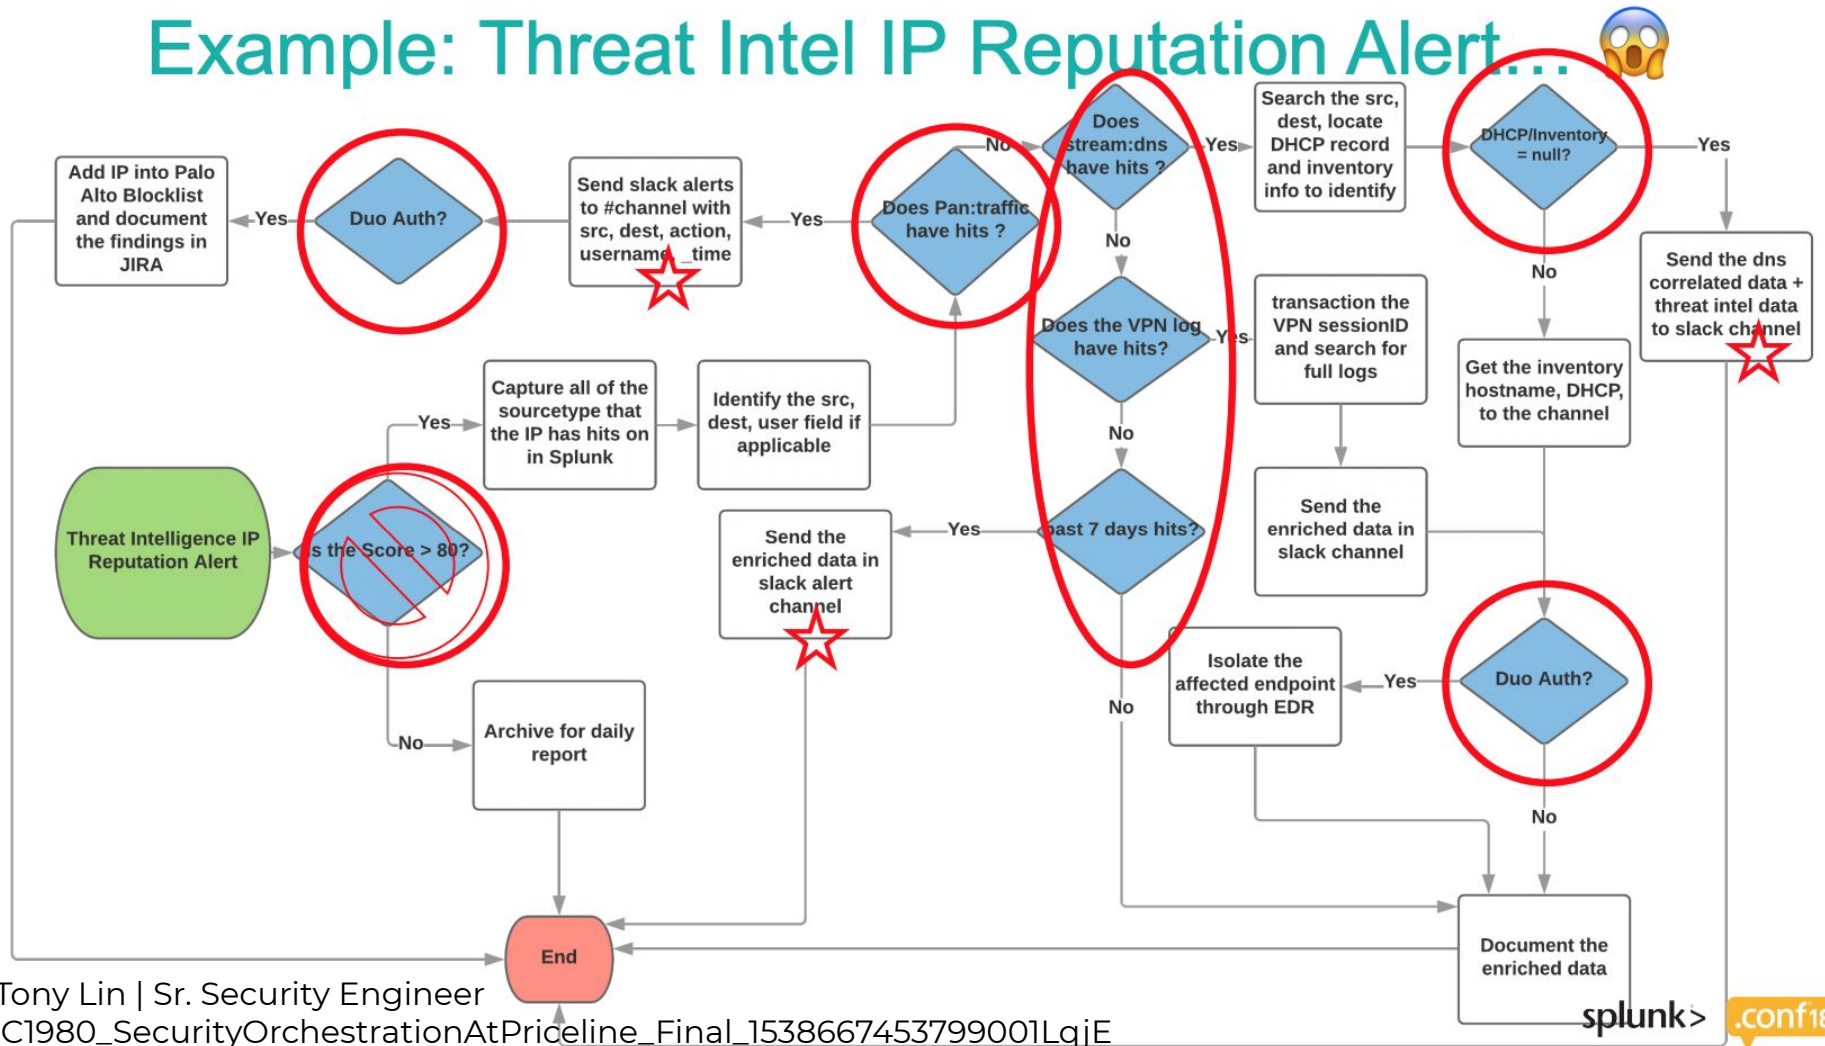 Example: Threat Intel IP Reputation Alert...
Add IP into Palo
Alto Blocklist
and document
the findings in
JIRA
Yes
Duo Auth?
Send slack alerts
to #channel with
src, dest, action,
username, _time
Yes
Does Pan:traffic
have hits ?
No
Does
stream:dns
have hits ?
Yes
Search the src,
dest, locate
DHCP record
and inventory
info to identify
DHCP/Inventory
= null?
Yes
Send the dns
correlated data +
threat intel data
to slack channel
No
No
Does the VPN log
have hits?
Yes
transaction the
VPN sessionID
and search for
full logs
Get the inventory
hostname, DHCP,
to the channel
Yes
Capture all of the
sourcetype that
the IP has hits on
in Splunk
Identify the src,
dest, user field if
applicable
No
Threat Intelligence IP
Reputation Alert
Is the Score > 80?
Send the
enriched data in
slack alert
channel
Yes
past 7 days hits?
Send the
enriched data in
slack channel
Isolate the
affected endpoint
through EDR
Yes
Duo Auth?
No
No
Archive for daily
report
No
End
Document the
enriched data
Tony Lin | Sr. Security Engineer
C1980_SecurityOrchestrationAtPriceline_Final_1538667453799001LqjE
splunk> .conf18